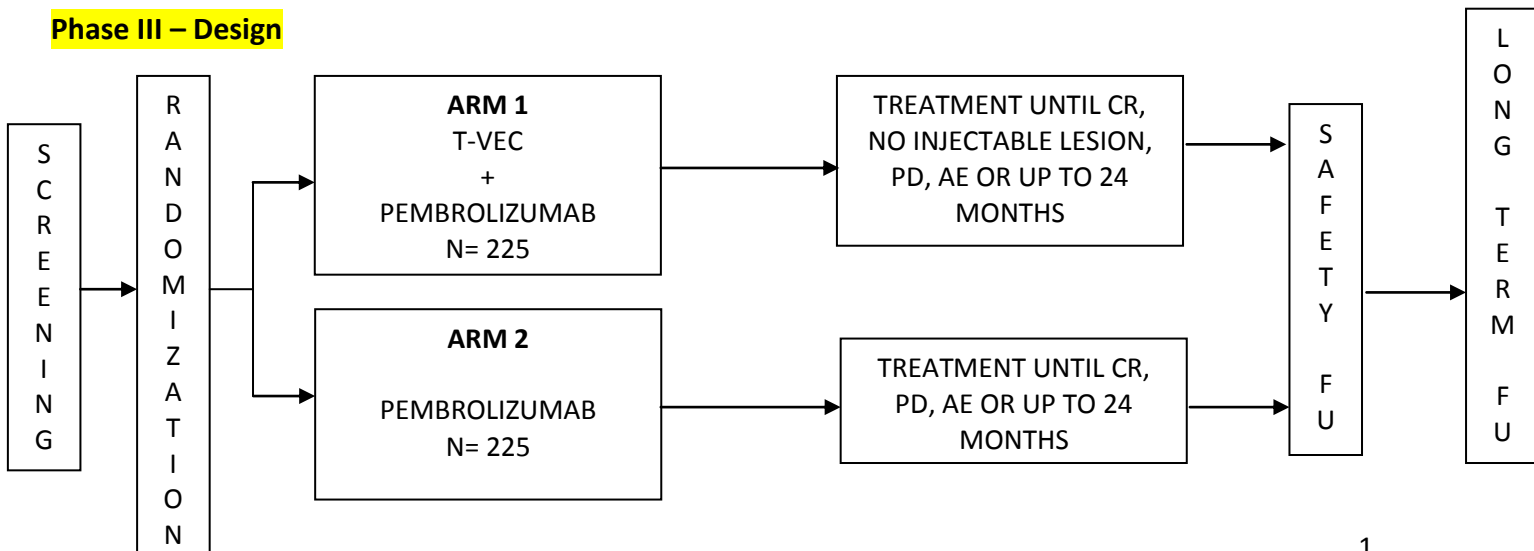 Phase III – Design
SCREENING
RANDOMIZATION
ARM 1
T-VEC
+
PEMBROLIZUMAB
N= 225
TREATMENT UNTIL CR,
NO INJECTABLE LESION,
PD, AE OR UP TO 24
MONTHS
ARM 2
PEMBROLIZUMAB
N= 225
TREATMENT UNTIL CR,
PD, AE OR UP TO 24
MONTHS
SAFETY FU
LONG TERM FU
1